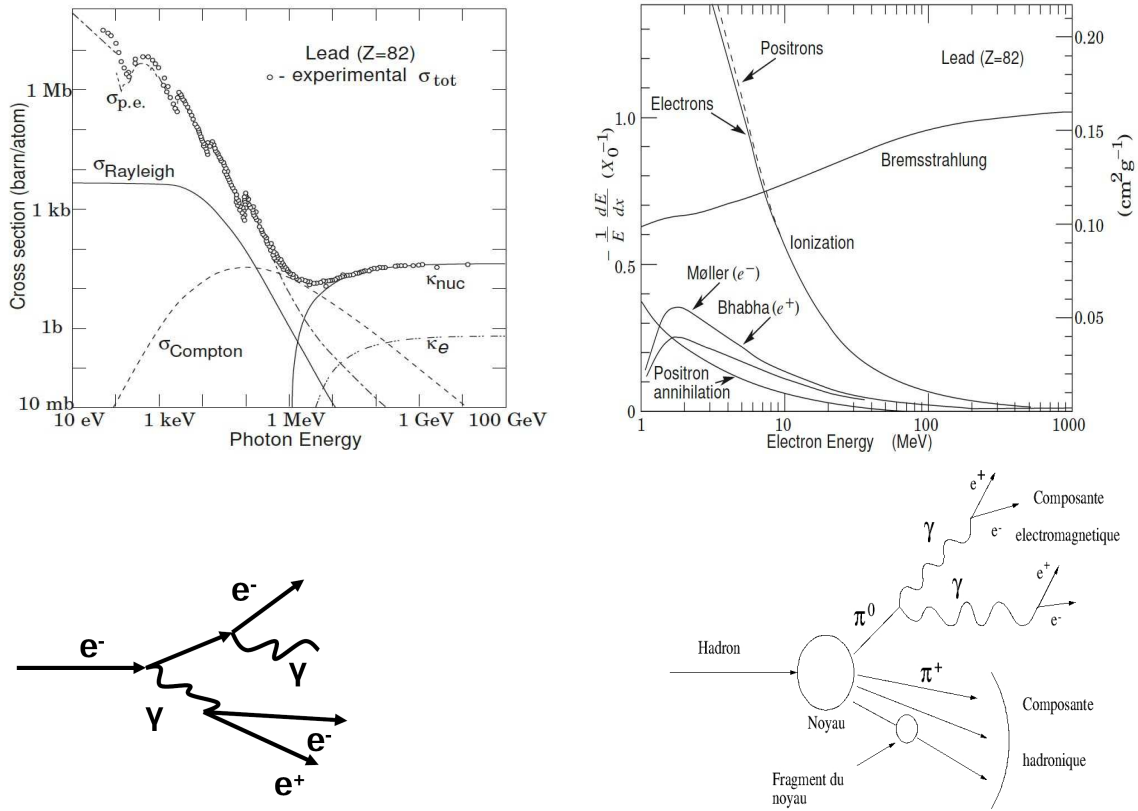 Lead (Z=82)
○ - experimental σtot
1 Mb
σp.e.
σRayleigh
1 kb
κnuc
1b
σCompton
κe
10 mb
10 eV 1 keV 1 MeV 1 GeV 100 GeV
Photon Energy
Cross section (barn/atom)
Positrons
Lead (Z=82)
0.20
Electrons
1.0
0.15
Bremsstrahlung
− 1/E dE/dx (X0−1)
(cm2g−1)
0.10
Ionization
0.5
Møller (e−)
Bhabha (e+)
0.05
Positron
annihilation
0
1 10 100 1000
Electron Energy (MeV)
e-
e-
γ
γ
e-
e+
e+
Composante
γ
e-
electromagnetique
γ
e+
π0
e-
Hadron
π+
Composante
Noyau
hadronique
Fragment du
noyau